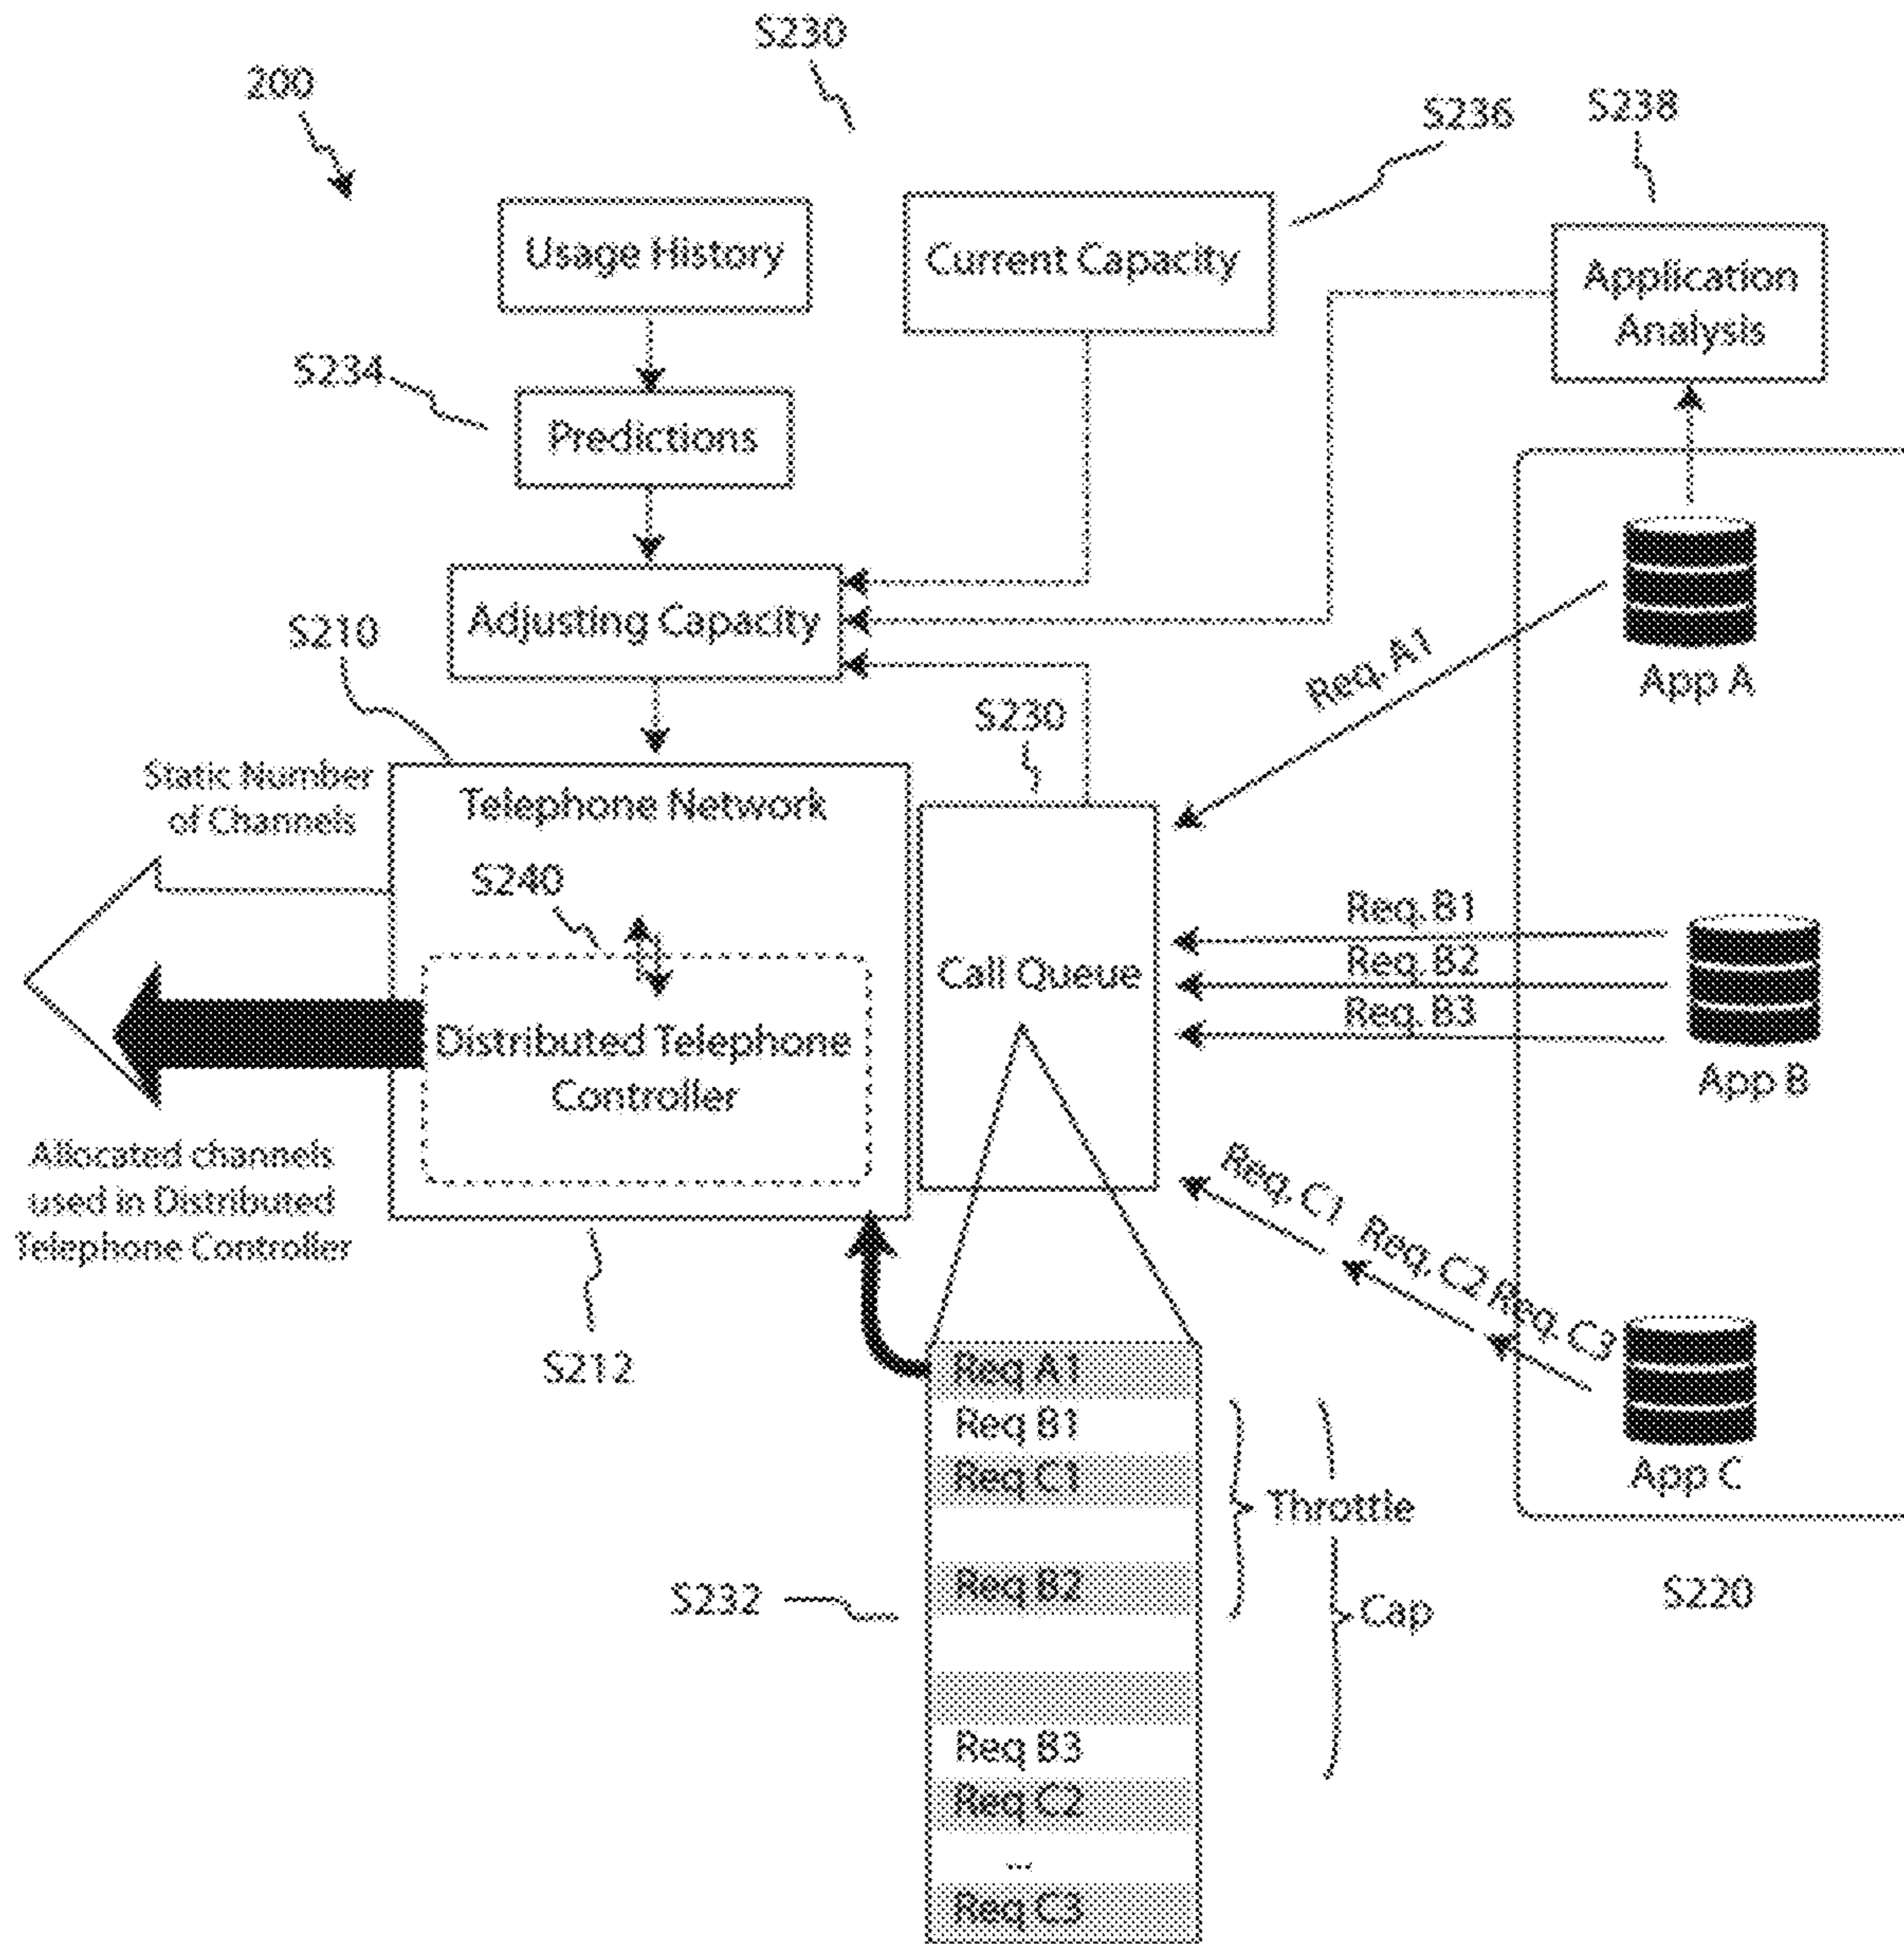 S230
200
S236
S238
Usage History
Current Capacity
Application
Analysis
S234
Predictions
Adjusting Capacity
S210
Req. A1
App A
S230
Static Number
of Channels
Telephone Network
S240
Req. B1
Call Queue
Req. B2
Req. B3
Distributed Telephone
Controller
App B
Allocated channels
used in Distributed
Telephone Controller
Req. C1
Req. C2
Req. C3
S212
Req A1
Req B1
Req C1
Throttle
App C
Req B2
S232
Cap
S220
Req B3
Req C2
...
Req C3